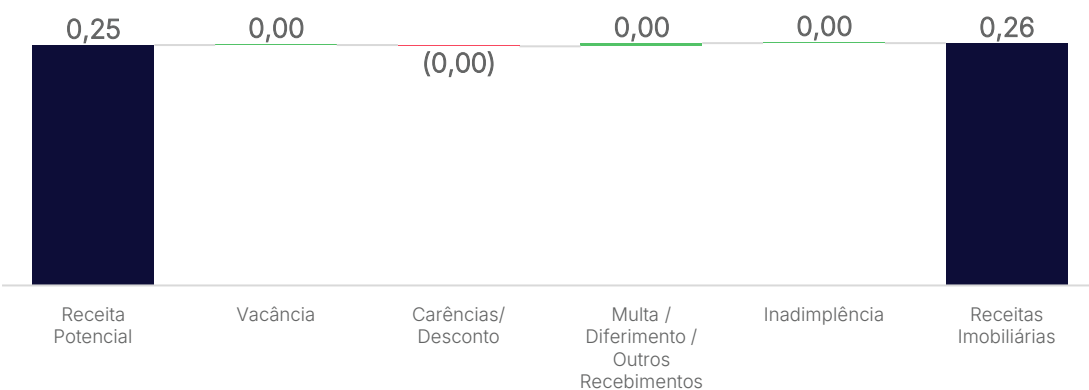 0,25
0,00
(0,00)
0,00
0,00
0,26
Receita
Potencial
Vacância
Carências/
Desconto
Multa /
Diferimento /
Outros
Recebimentos
Inadimplência
Receitas
Imobiliárias